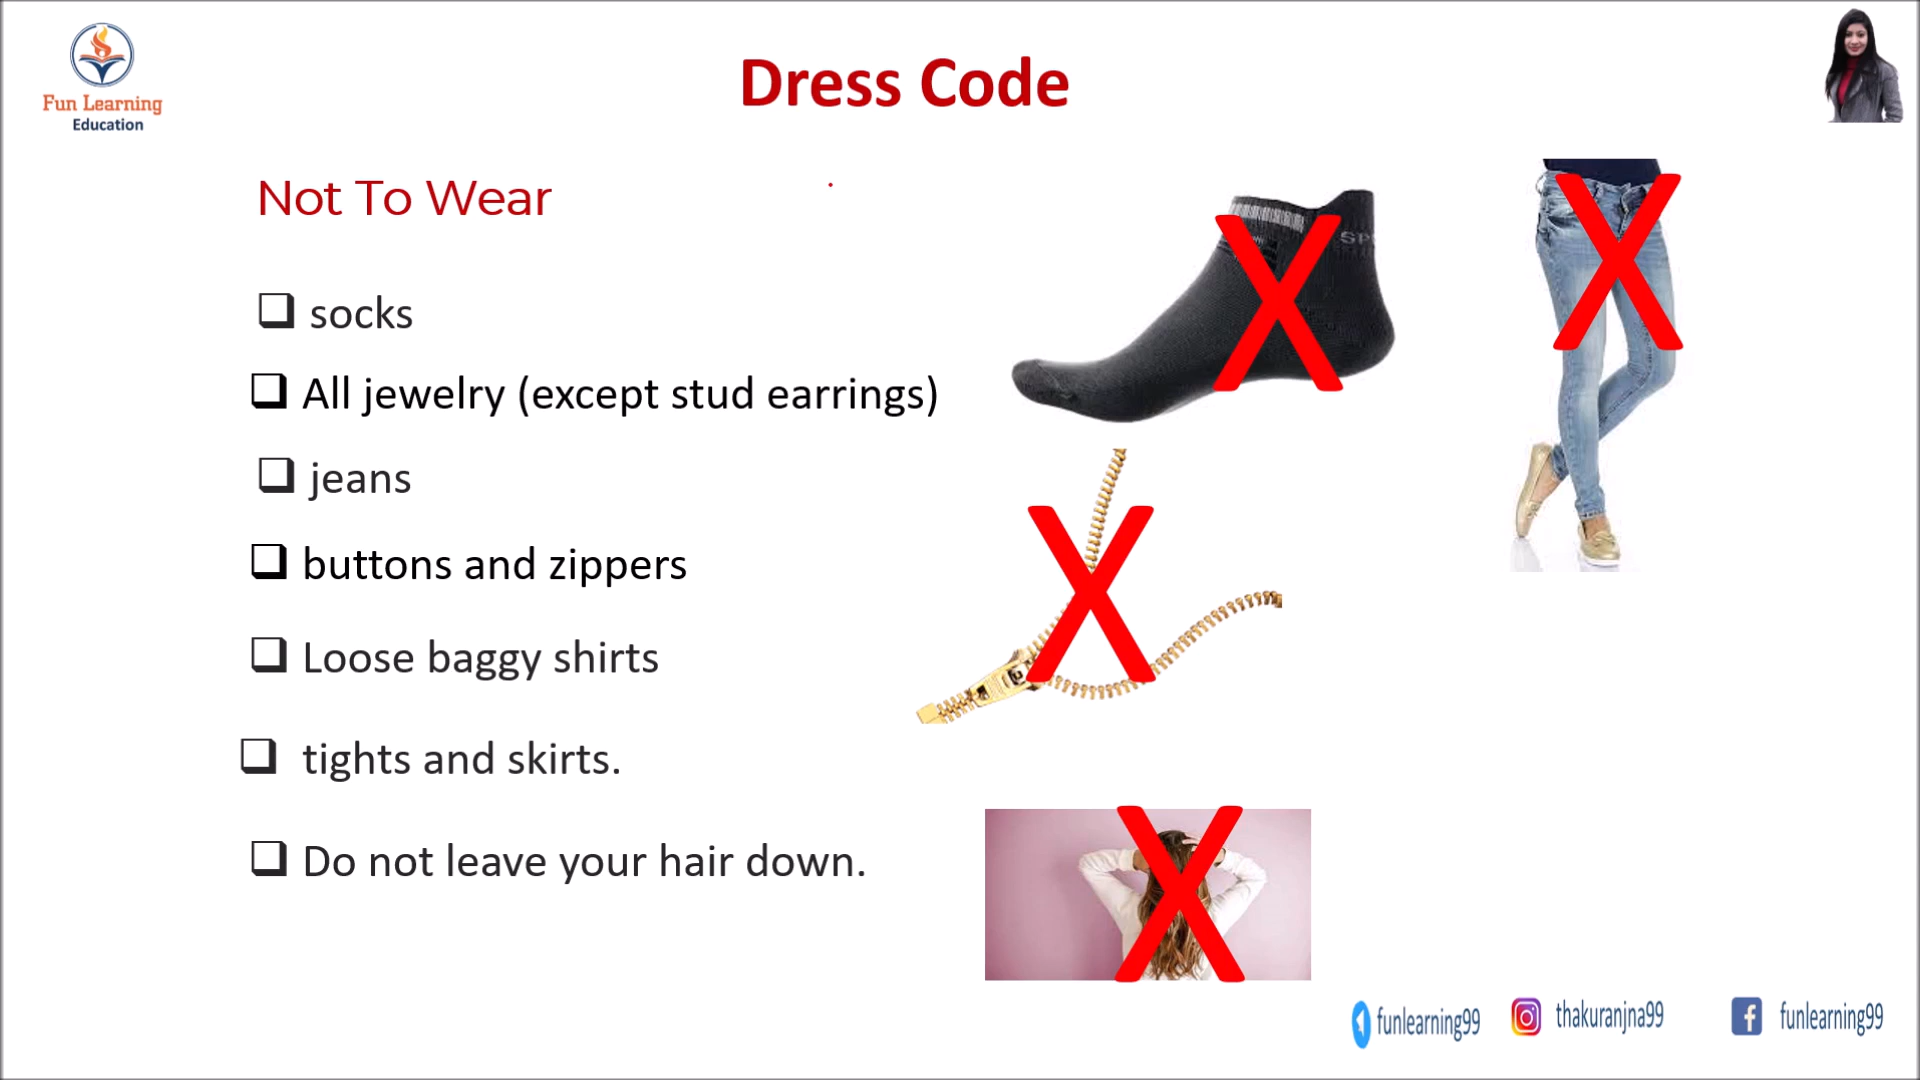 Fun Learning
Education
Dress Code
Not To Wear
socks
All jewelry (except stud earrings)
jeans
buttons and zippers
Loose baggy shirts
tights and skirts.
Do not leave your hair down.
X
X
X
X
funlearning99
thakuranjna99
funlearning99